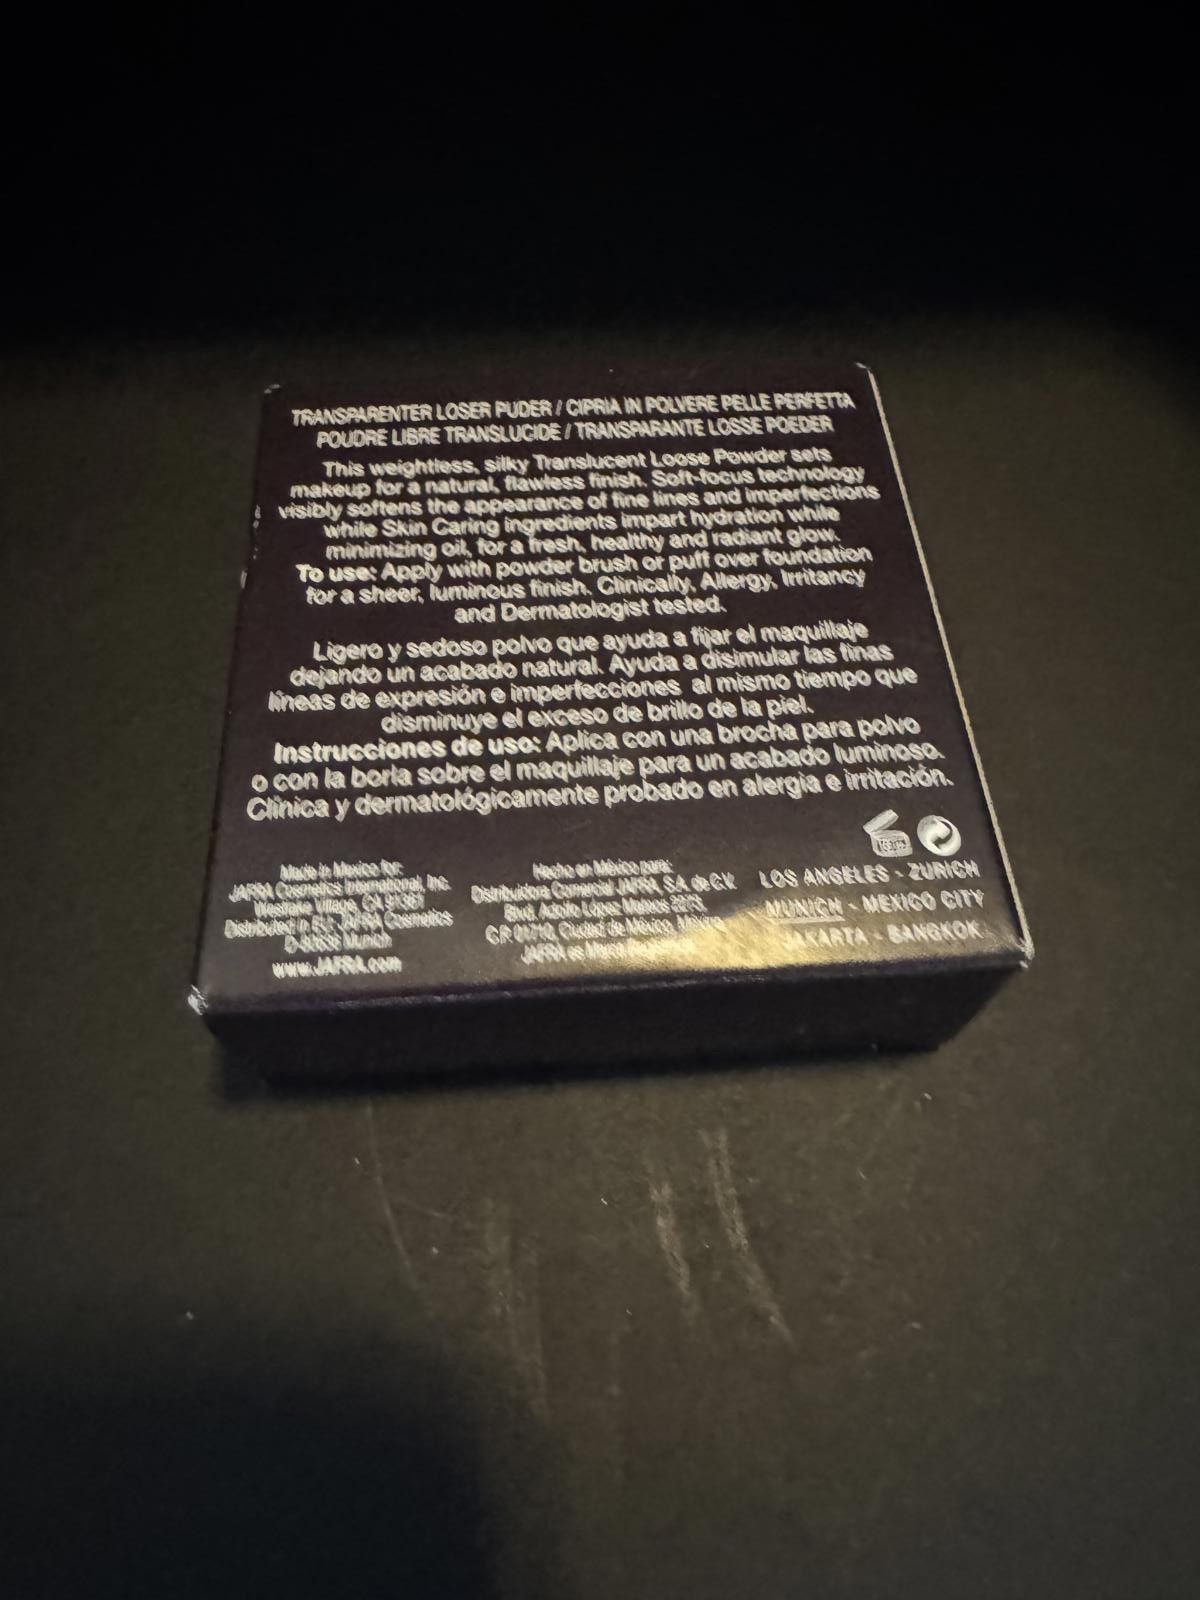 TRANSPARENTER LOSER PUDER / CIPRIA IN POLVERE PELLE PERFETTA
POUDRE LIBRE TRANSLUCIDE / TRANSPARANTE LOSSE POEDER
This weightless, silky Translucent Loose Powder sets
makeup for a natural, flawless finish. Soft-focus technology
visibly softens the appearance of fine lines and imperfections
while Skin Caring ingredients impart hydration while
minimizing oil, for a fresh, healthy and radiant glow.
To use: Apply with powder brush or puff over foundation
for a sheer, luminous finish. Clinically, Allergy, Irritancy
and Dermatologist tested.
Ligero y sedoso polvo que ayuda a fijar el maquillaje
dejando un acabado natural. Ayuda a disimular las finas
líneas de expresión e imperfecciones al mismo tiempo que
disminuye el exceso de brillo de la piel.
Instrucciones de uso: Aplica con una brocha para polvo
o con la borla sobre el maquillaje para un acabado luminoso.
Clínica y dermatológicamente probado en alergia e irritación.
Made in Mexico for:
JAFRA Cosmetics International, Inc.
Westlake Village, CA 91361
Distributed in EU: JAFRA Cosmetics
Munich
www.JAFRA.com
Hecho en México para:
Distribuidora Comercial JAFRA, S.A. de C.V.
Blvd. Adolfo López Mateos
C.P. 01010, Ciudad de México, México
JAFRA es Marca
LOS ANGELES - ZURICH
MUNICH - MEXICO CITY
JAKARTA - BANGKOK